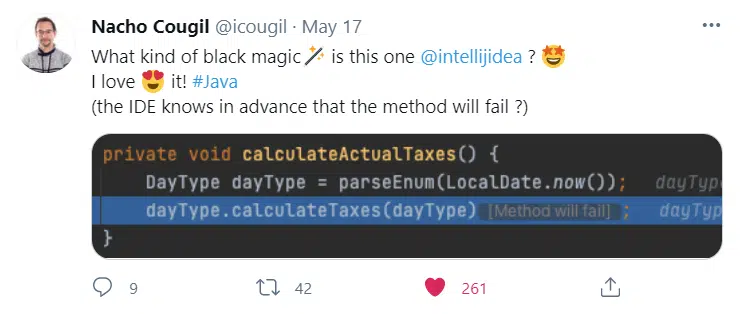 Nacho Cougil @icougil · May 17
What kind of black magic🪄 is this one @intellijidea ? 🤩
I love 😍 it! #Java
(the IDE knows in advance that the method will fail ?)
private void calculateActualTaxes() {
DayType dayType = parseEnum(LocalDate.now()); dayTyp
dayType.calculateTaxes(dayType) [Method will fail] ; dayTyp
}
9 42 261